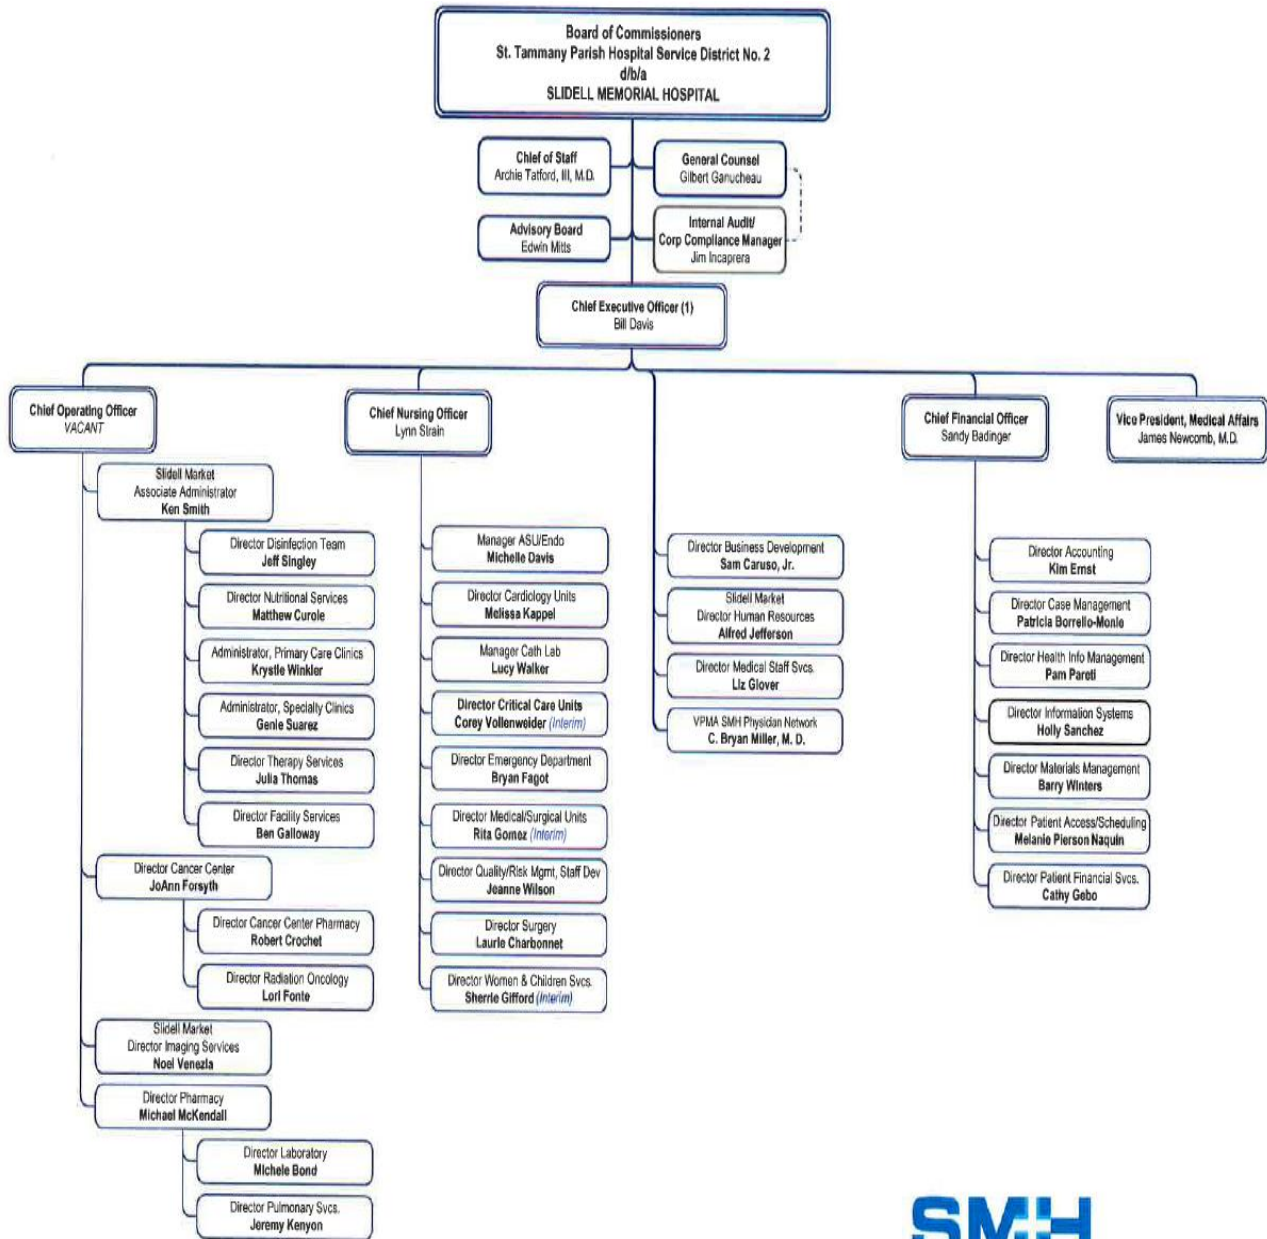 Board of Commissioners
St. Tammany Parish Hospital Service District No. 2
d/b/a
SLIDELL MEMORIAL HOSPITAL
Chief of Staff
Archie Tatford, III, M.D.
General Counsel
Gilbert Ganucheau
Advisory Board
Edwin Mitts
Internal Audit/
Corp Compliance Manager
Jim Incaprera
Chief Executive Officer (1)
Bill Davis
Chief Operating Officer
VACANT
Chief Nursing Officer
Lynn Strain
Chief Financial Officer
Sandy Badinger
Vice President, Medical Affairs
James Newcomb, M.D.
Slidell Market
Associate Administrator
Ken Smith
Director Disinfection Team
Jeff Singley
Director Nutritional Services
Matthew Curole
Administrator, Primary Care Clinics
Krystle Winkler
Administrator, Specialty Clinics
Genie Suarez
Director Therapy Services
Julia Thomas
Director Facility Services
Ben Galloway
Director Cancer Center
JoAnn Forsyth
Director Cancer Center Pharmacy
Robert Crochet
Director Radiation Oncology
Lori Fonte
Slidell Market
Director Imaging Services
Noel Venezia
Director Pharmacy
Michael McKendall
Director Laboratory
Michele Bond
Director Pulmonary Svcs.
Jeremy Kenyon
Manager ASU/Endo
Michelle Davis
Director Cardiology Units
Melissa Kappel
Manager Cath Lab
Lucy Walker
Director Critical Care Units
Corey Vollenweider (Interim)
Director Emergency Department
Bryan Fagot
Director Medical/Surgical Units
Rita Gomez (Interim)
Director Quality/Risk Mgmt, Staff Dev
Jeanne Wilson
Director Surgery
Laurie Charbonnet
Director Women & Children Svcs.
Sherrie Gifford (Interim)
Director Business Development
Sam Caruso, Jr.
Slidell Market
Director Human Resources
Alfred Jefferson
Director Medical Staff Svcs.
Liz Glover
VPMA SMH Physician Network
C. Bryan Miller, M. D.
Director Accounting
Kim Ernst
Director Case Management
Patricia Borrello-Monie
Director Health Info Management
Pam Pareti
Director Information Systems
Holly Sanchez
Director Materials Management
Barry Winters
Director Patient Access/Scheduling
Melanie Pierson Naquin
Director Patient Financial Svcs.
Cathy Gebo
SMH